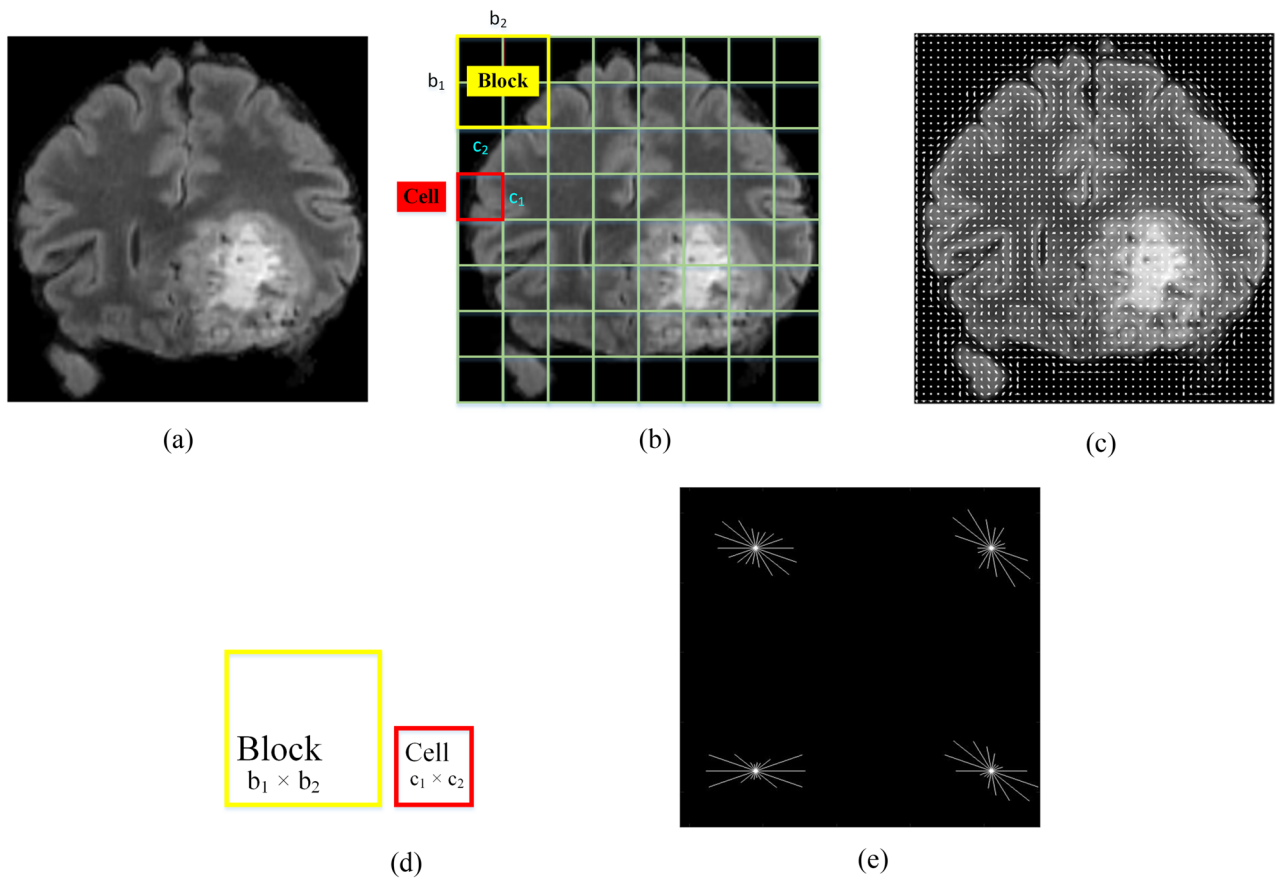 b₂
b₁
Block
c₂
Cell
c₁
(a)
(b)
(c)
Block
b₁ × b₂
Cell
c₁ × c₂
(d)
(e)